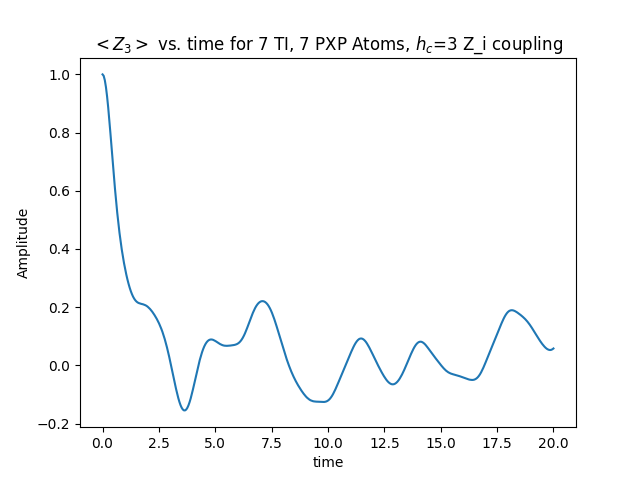 < Z_3 > vs. time for 7 TI, 7 PXP Atoms, h_c=3 Z_i coupling
1.0
0.8
0.6
0.4
0.2
0.0
−0.2
Amplitude
0.0 2.5 5.0 7.5 10.0 12.5 15.0 17.5 20.0
time